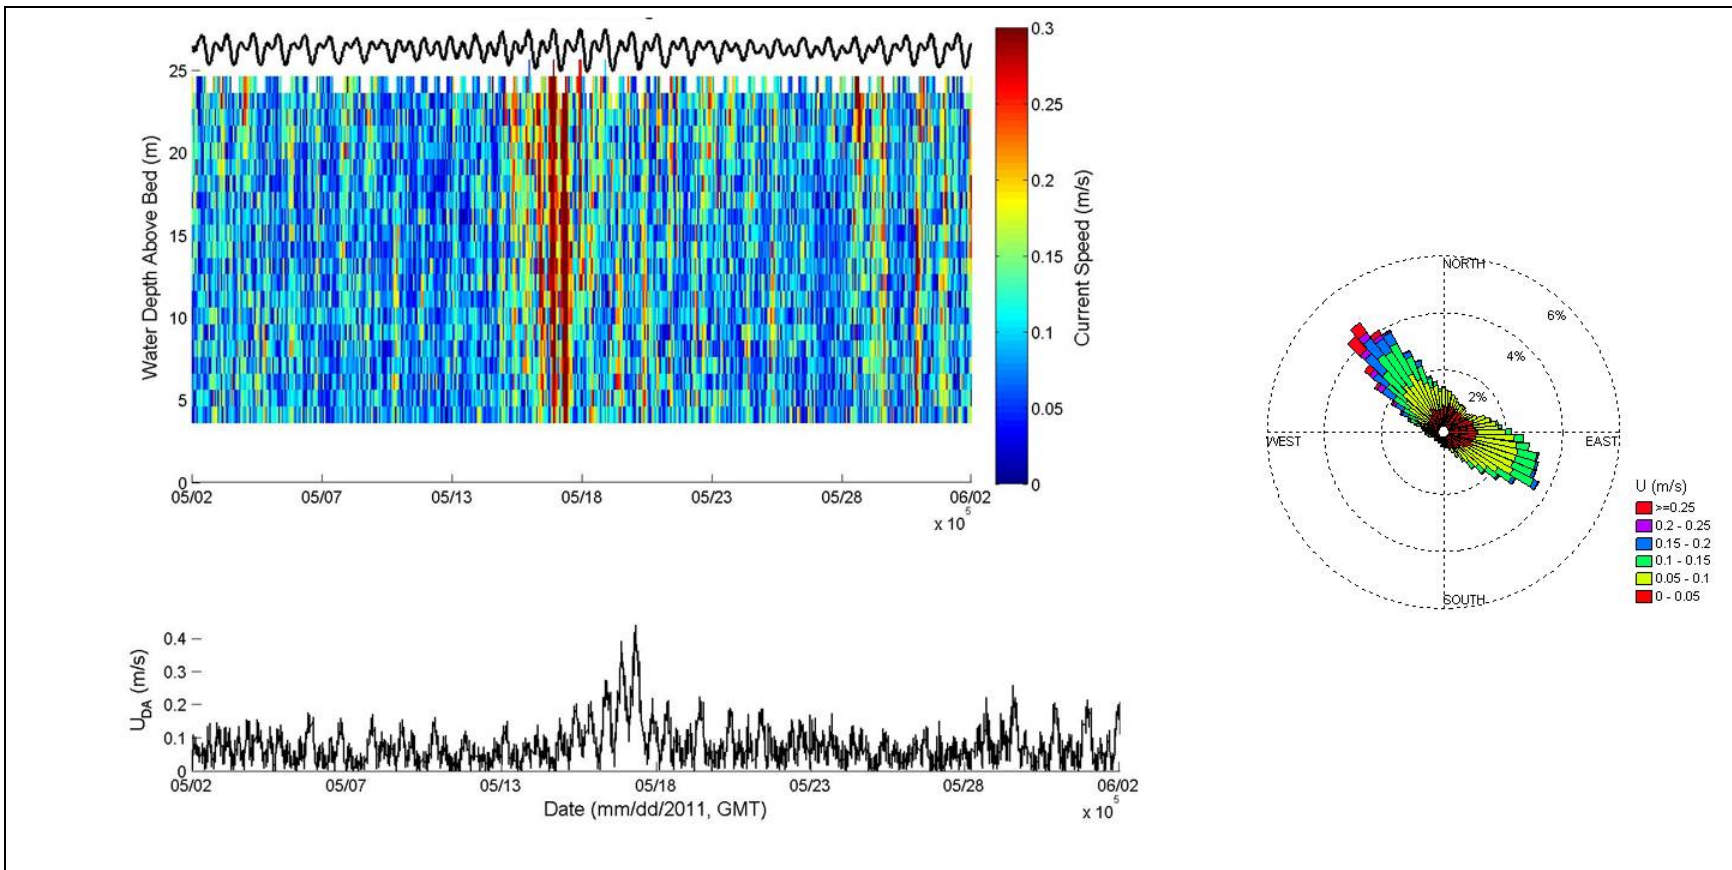 25
20
15
10
5
0
Water Depth Above Bed (m)
05/02 05/07 05/13 05/18 05/23 05/28 06/02
x 10^5
0.3
0.25
0.2
0.15
0.1
0.05
0
Current Speed (m/s)
NORTH
6%
4%
2%
WEST EAST
SOUTH
U (m/s)
>=0.25
0.2 - 0.25
0.15 - 0.2
0.1 - 0.15
0.05 - 0.1
0 - 0.05
0.4
0.3
0.2
0.1
0
U_DA (m/s)
05/02 05/07 05/13 05/18 05/23 05/28 06/02
Date (mm/dd/2011, GMT)
x 10^5